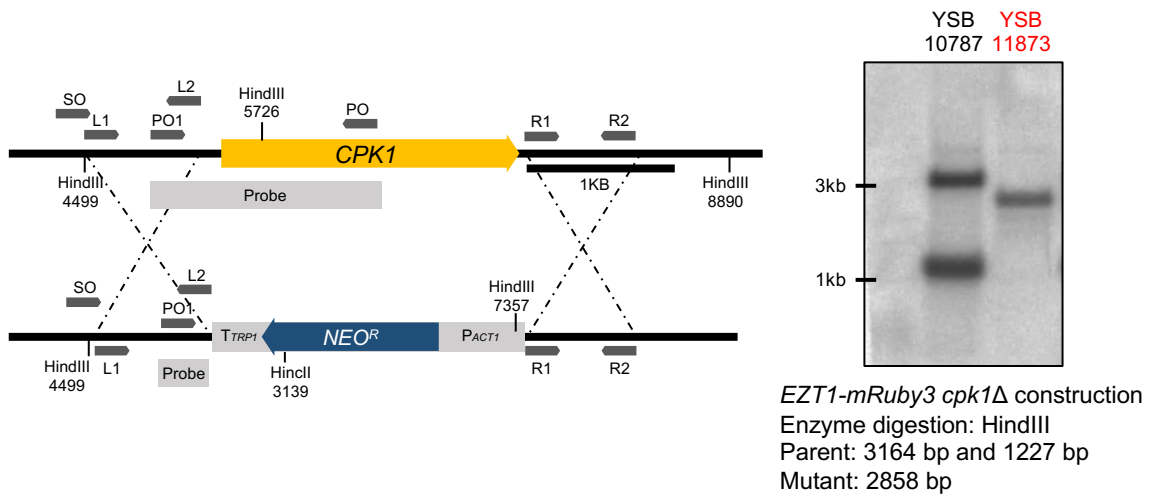 SO
L1
PO1
L2
HindIII
5726
PO
R1
R2
CPK1
HindIII
4499
Probe
1KB
HindIII
8890
SO
L2
PO1
HindIII
7357
TTRP1
NEOR
PACT1
HindIII
4499
L1
Probe
HincII
3139
R1
R2
YSB
10787
YSB
11873
3kb
1kb
EZT1-mRuby3 cpk1Δ construction
Enzyme digestion: HindIII
Parent: 3164 bp and 1227 bp
Mutant: 2858 bp